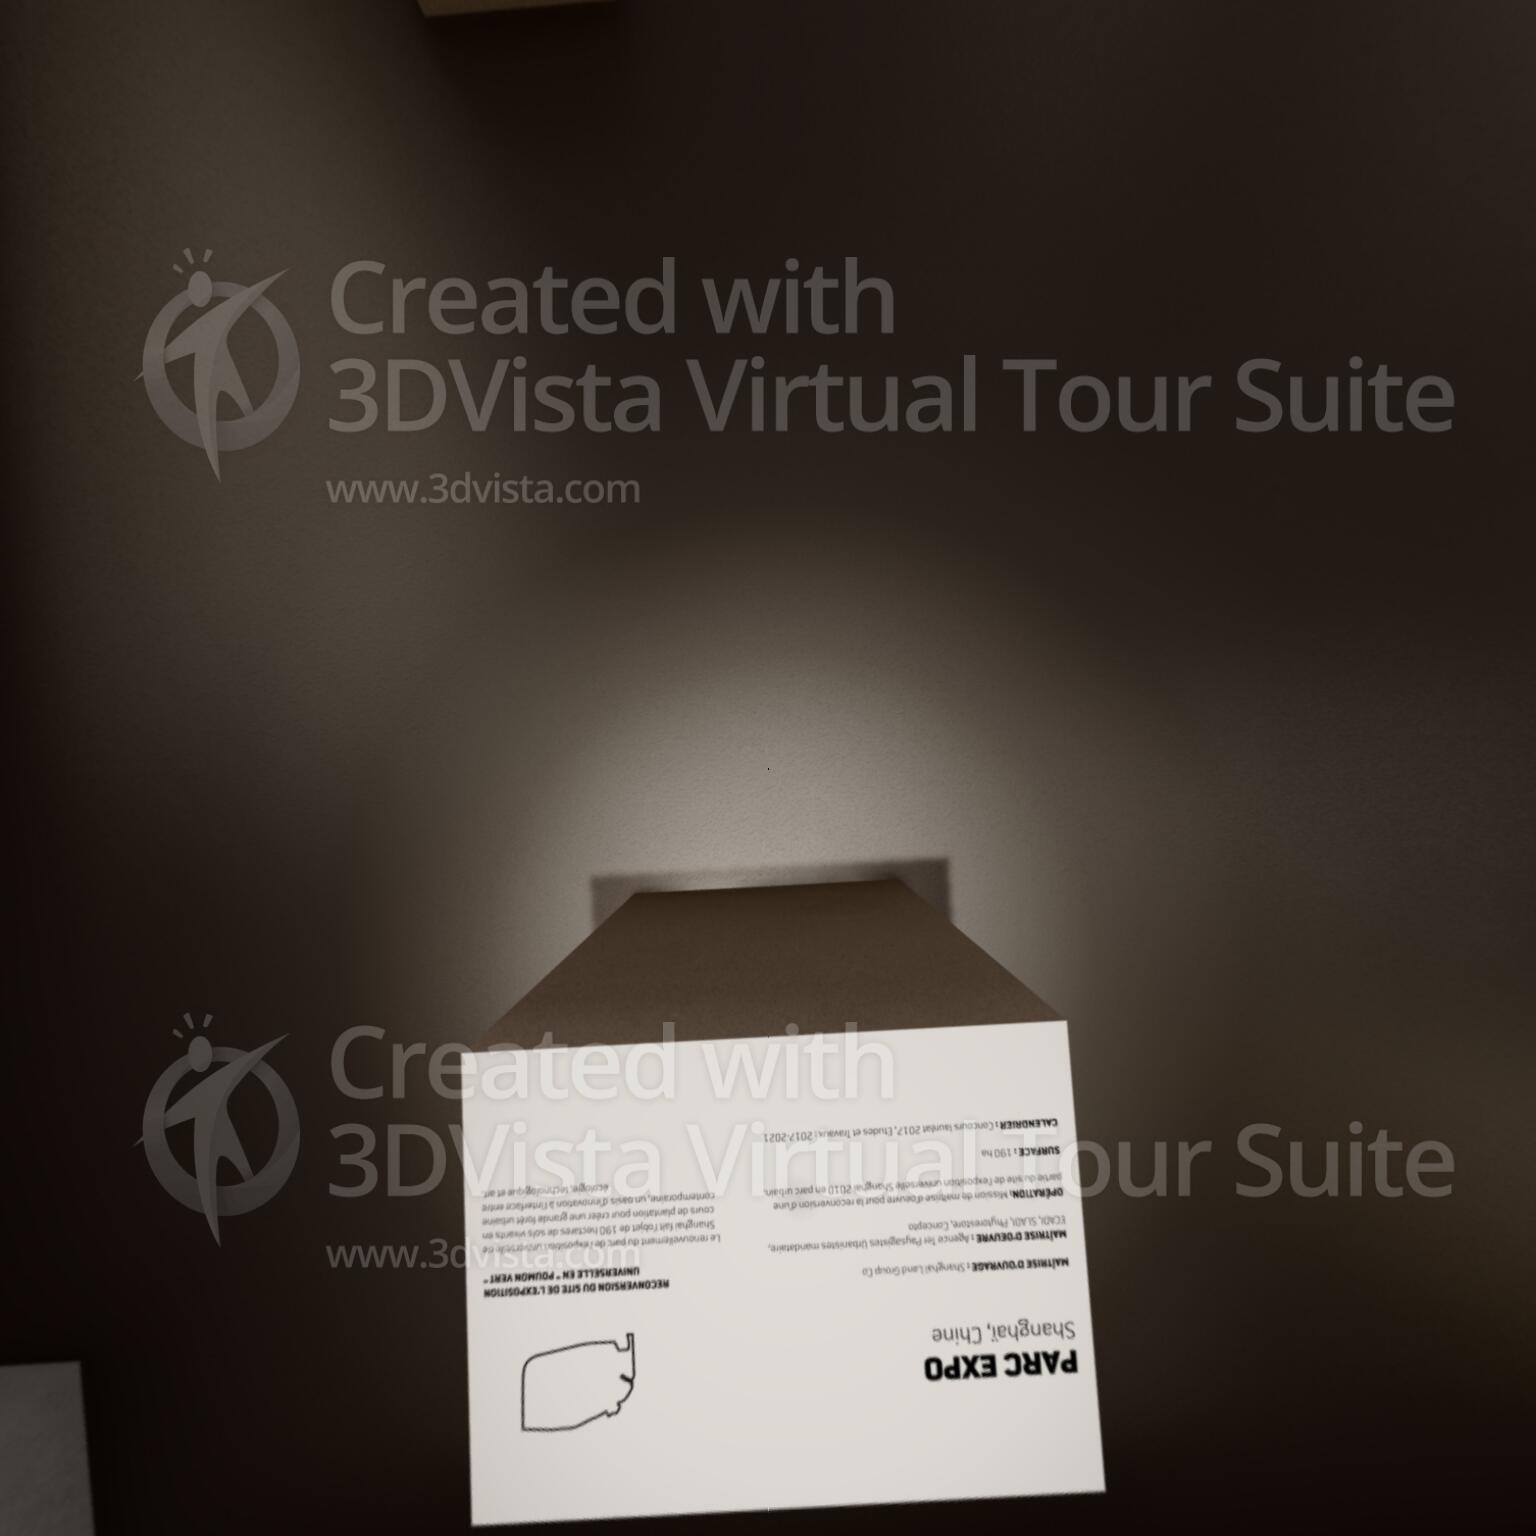 Created with
3DVista Virtual Tour Suite
www.3dvista.com
PARC EXPO
Shanghaï, Chine
MAÎTRISE D'OUVRAGE : Shanghai Land Group Co
MAÎTRISE D'OEUVRE : Agence Ter Paysagistes Urbanistes mandataire,
ECADI, SLADI, Phytorestore, Concepto
OPÉRATION : Mission de maîtrise d'oeuvre pour la reconversion d'une
partie du site de l'exposition universelle Shanghai 2010 en parc urbain.
SURFACE : 190 ha
CALENDRIER : Concours lauréat 2017, Etudes et Travaux : 2017-2021
RECONVERSION DU SITE DE L'EXPOSITION
UNIVERSELLE EN " POUMON VERT "
Le renouvellement du parc de l'exposition universelle de
Shanghai fait l'objet de 190 hectares de sols vivants en
cours de plantation pour créer une grande forêt urbaine
contemporaine, un oasis d'innovation à l'interface entre
écologie, technologique et art.
Created with
3DVista Virtual Tour Suite
www.3dvista.com